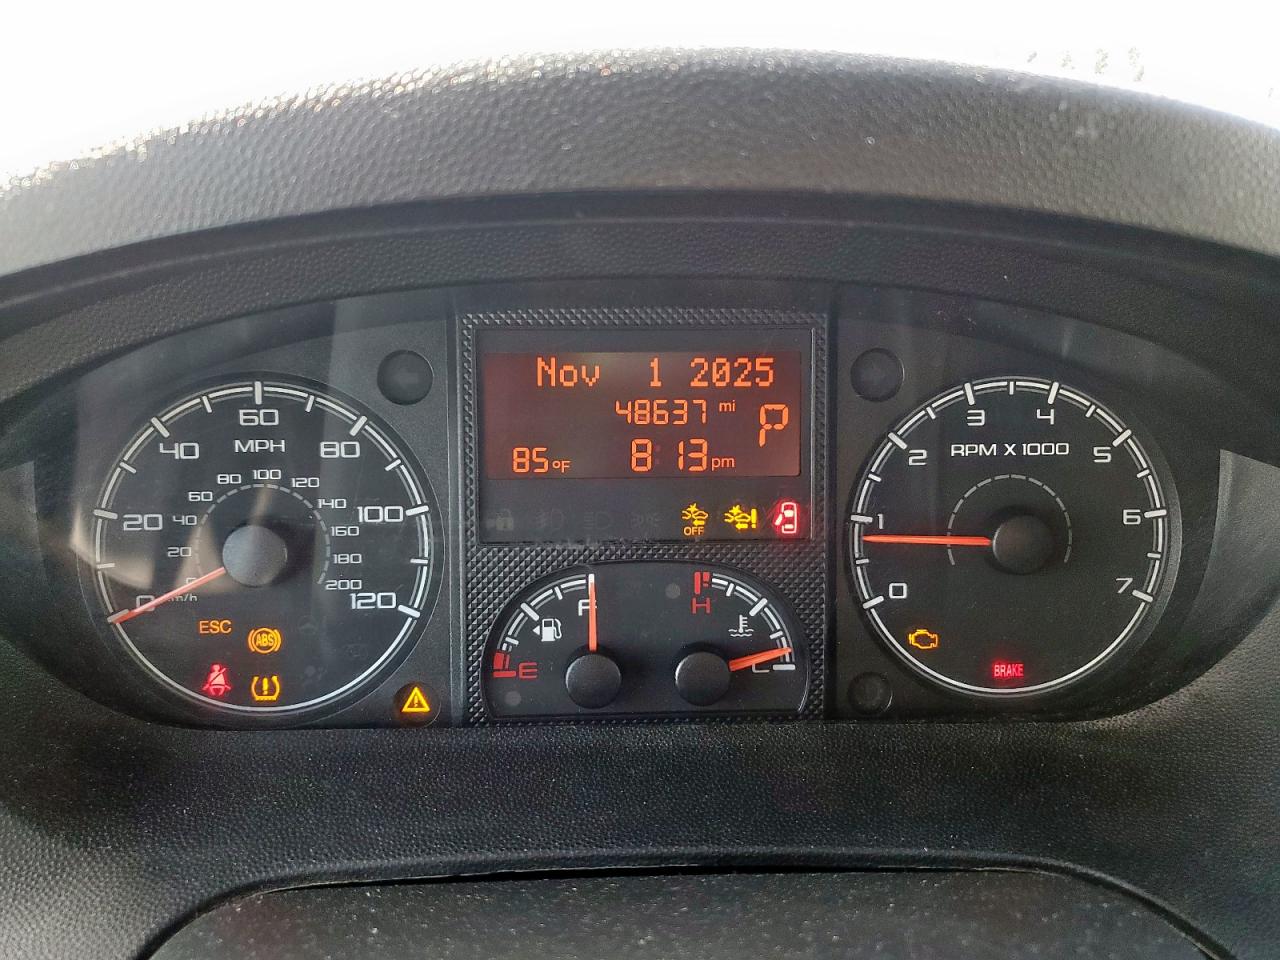 Nov 1 2025
48637 mi
P
85°F 8:13 pm
OFF
0 20 40 60 80 100 120
MPH
20 40 60 80 100 120 140 160 180 200
km/h
ESC
ABS
F
E
H
C
0 1 2 3 4 5 6 7
RPM X 1000
BRAKE